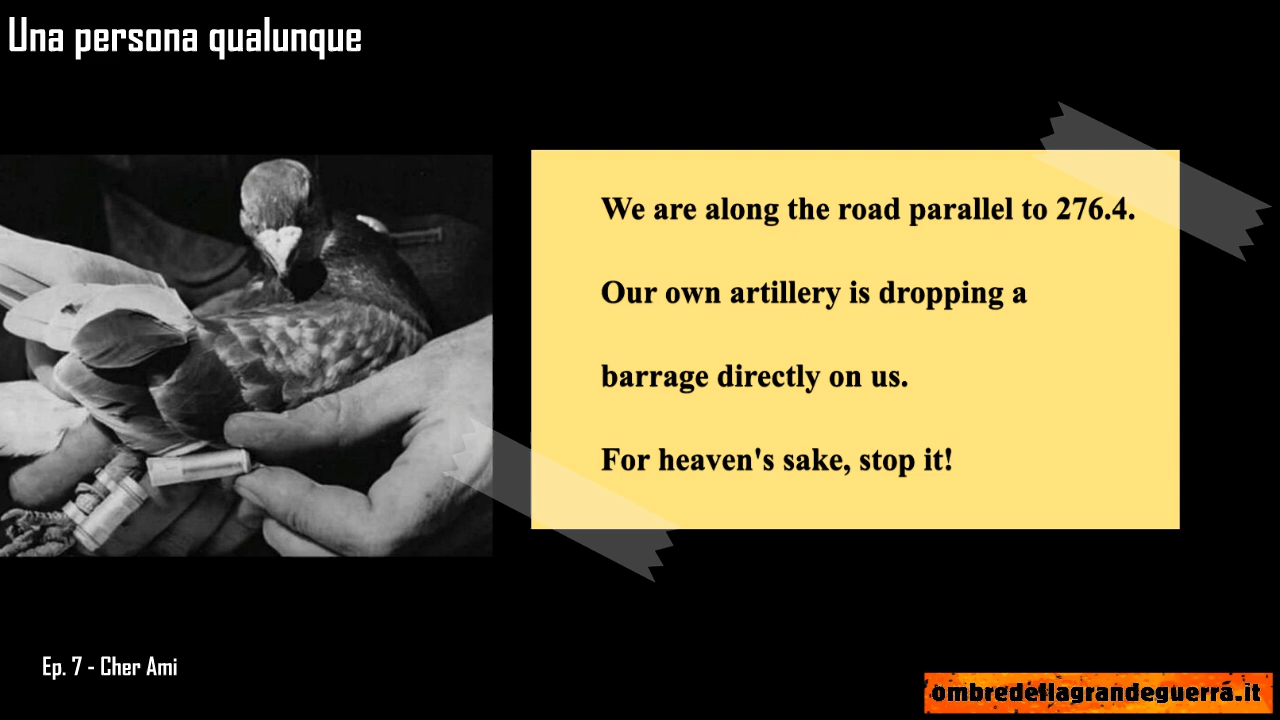 Una persona qualunque
We are along the road parallel to 276.4.
Our own artillery is dropping a
barrage directly on us.
For heaven's sake, stop it!
Ep. 7 - Cher Ami
ombredellagrandeguerra.it